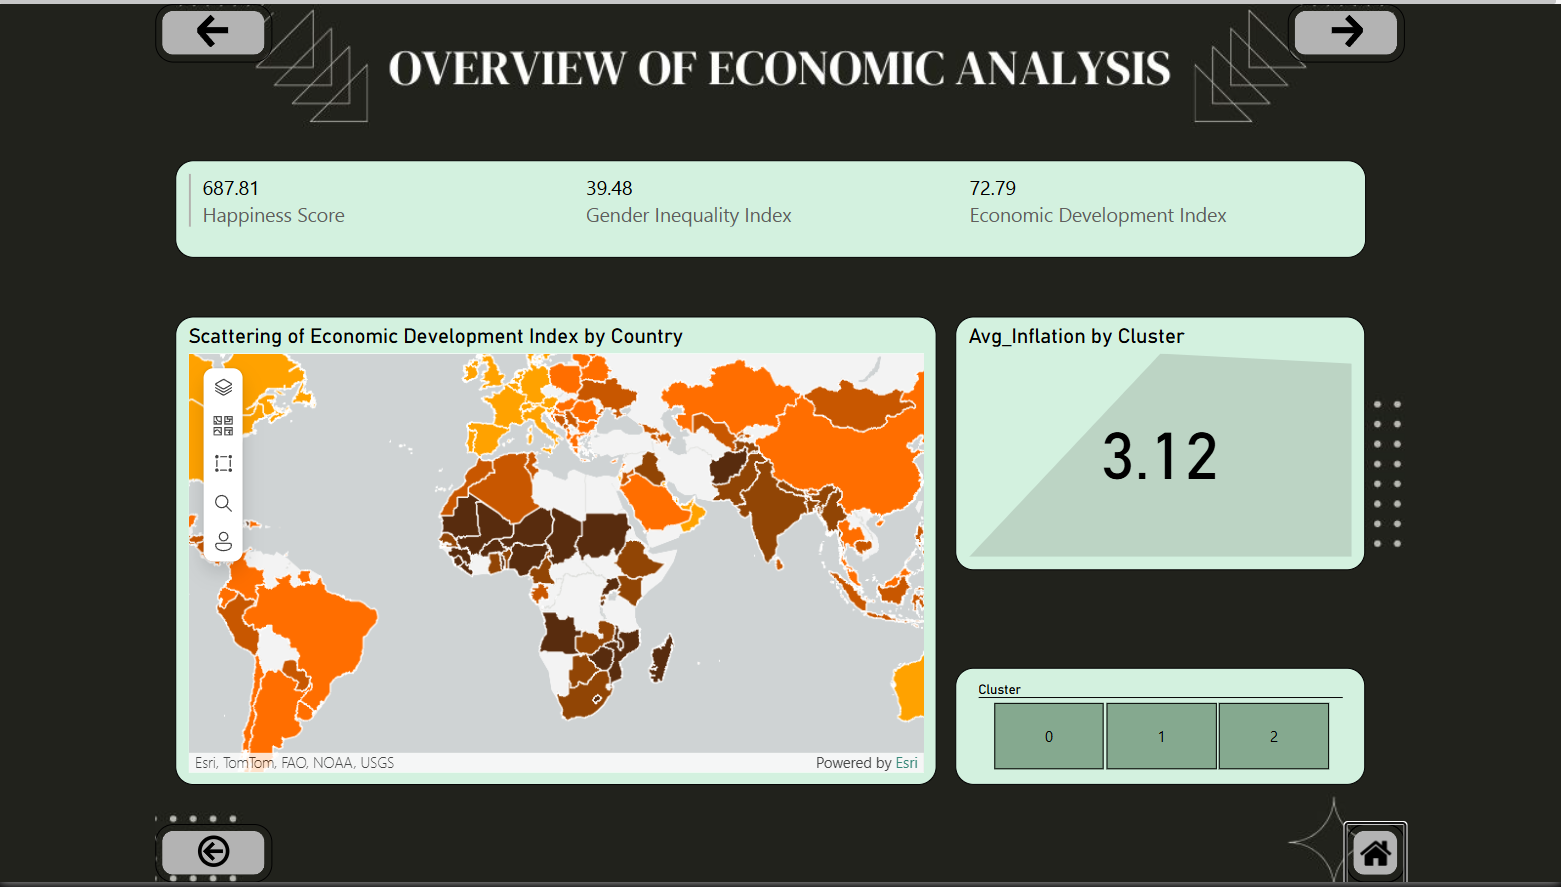 OVERVIEW OF ECONOMIC ANALYSIS
687.81
Happiness Score
39.48
Gender Inequality Index
72.79
Economic Development Index
Scattering of Economic Development Index by Country
Esri, TomTom, FAO, NOAA, USGS
Powered by Esri
Avg_Inflation by Cluster
3.12
Cluster
0
1
2